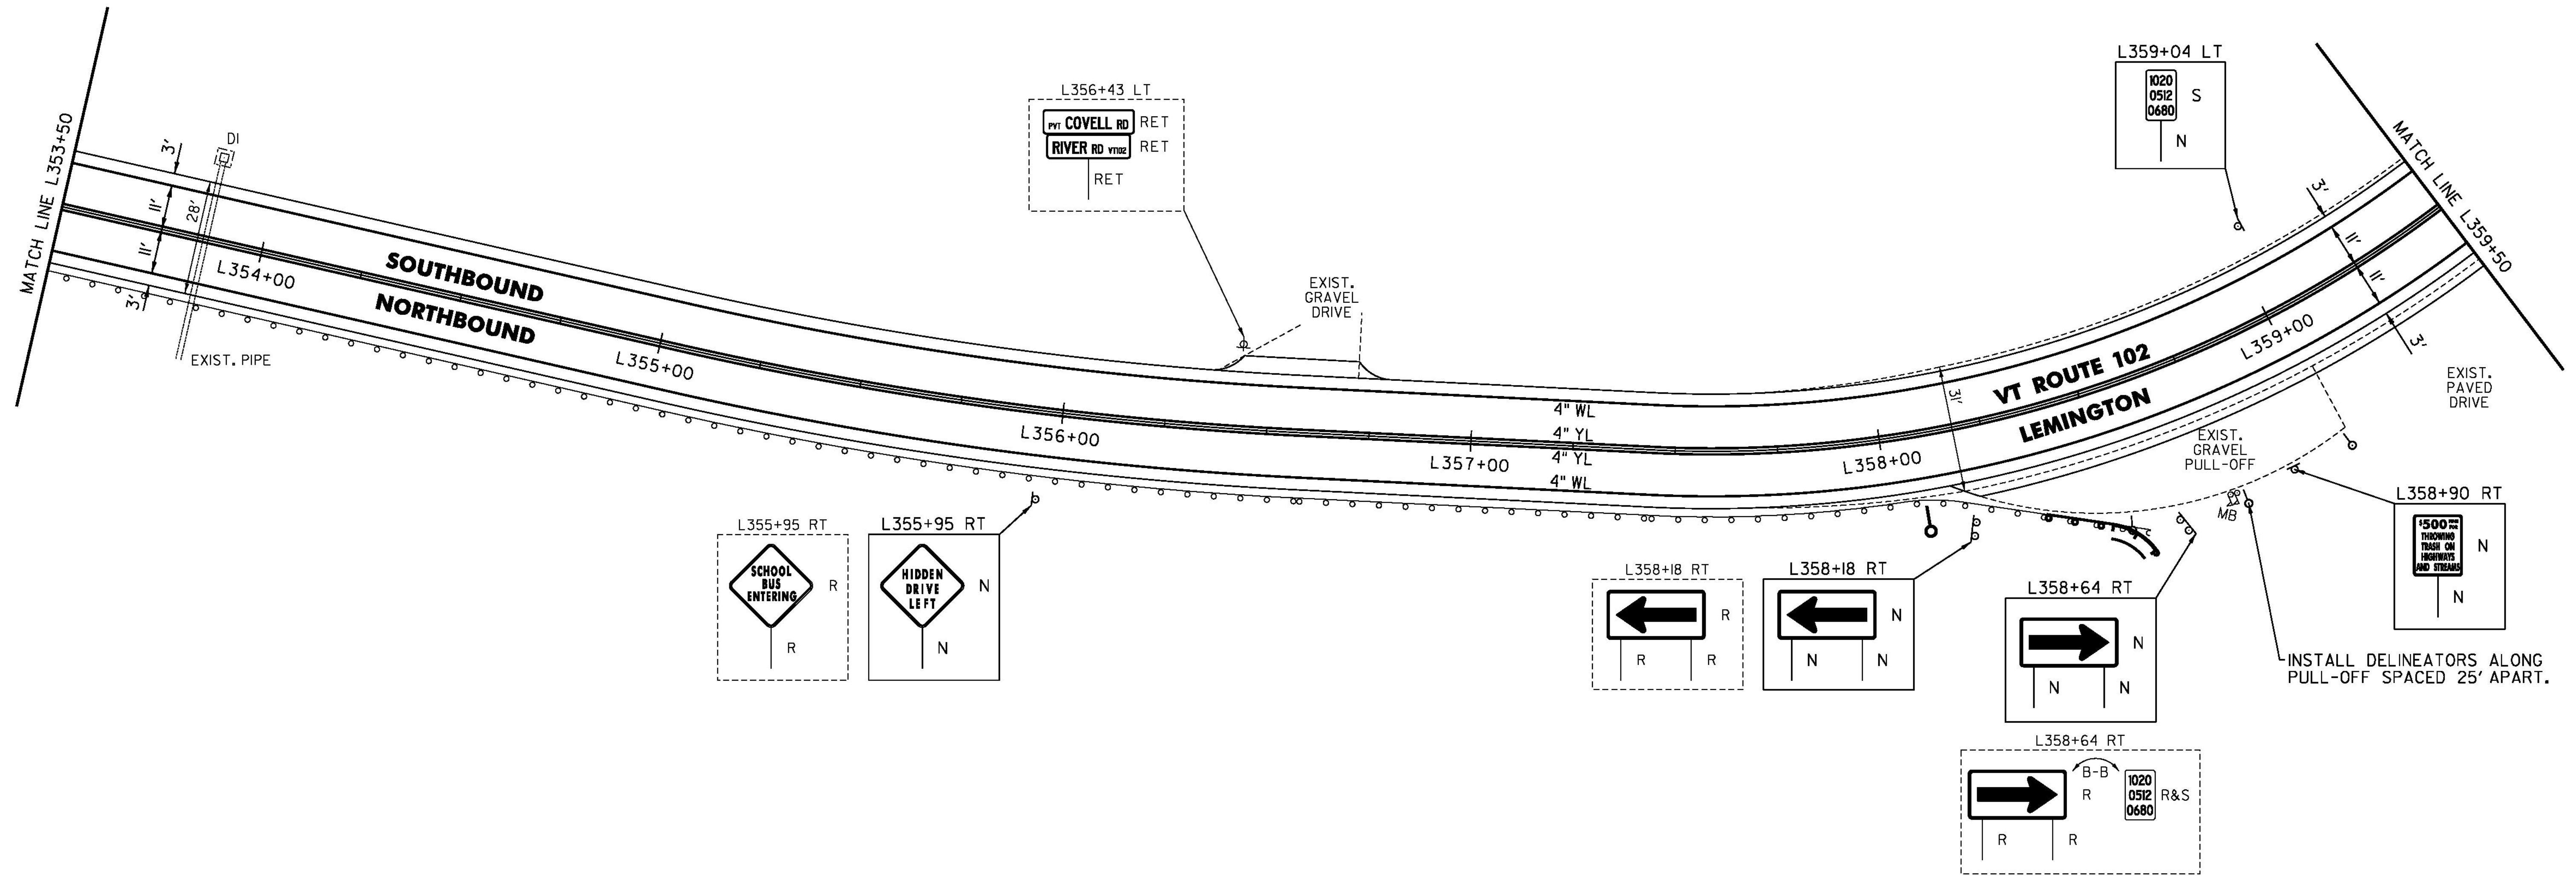 MATCH LINE L353+50
3'
DI
11'
28'
11'
3'
L354+00
EXIST. PIPE
SOUTHBOUND
NORTHBOUND
L355+00
L356+43 LT
PVT COVELL RD RET
RIVER RD VT102 RET
RET
EXIST.
GRAVEL
DRIVE
L356+00
L357+00
4" WL
4" YL
4" YL
4" WL
L358+00
31'
VT ROUTE 102
LEMINGTON
L359+00
L359+04 LT
1020
0512
0680
S
N
3'
11'
11'
3'
MATCH LINE L359+50
EXIST.
PAVED
DRIVE
EXIST.
GRAVEL
PULL-OFF
MB
L355+95 RT
SCHOOL
BUS
ENTERING
R
R
L355+95 RT
HIDDEN
DRIVE
LEFT
N
N
L358+18 RT
R
R R
L358+18 RT
N
N N
L358+64 RT
N
N N
L358+90 RT
$500
THROWING
TRASH ON
HIGHWAYS
AND STREAMS
N
N
INSTALL DELINEATORS ALONG
PULL-OFF SPACED 25' APART.
L358+64 RT
B-B
R
1020
0512
0680
R&S
R R